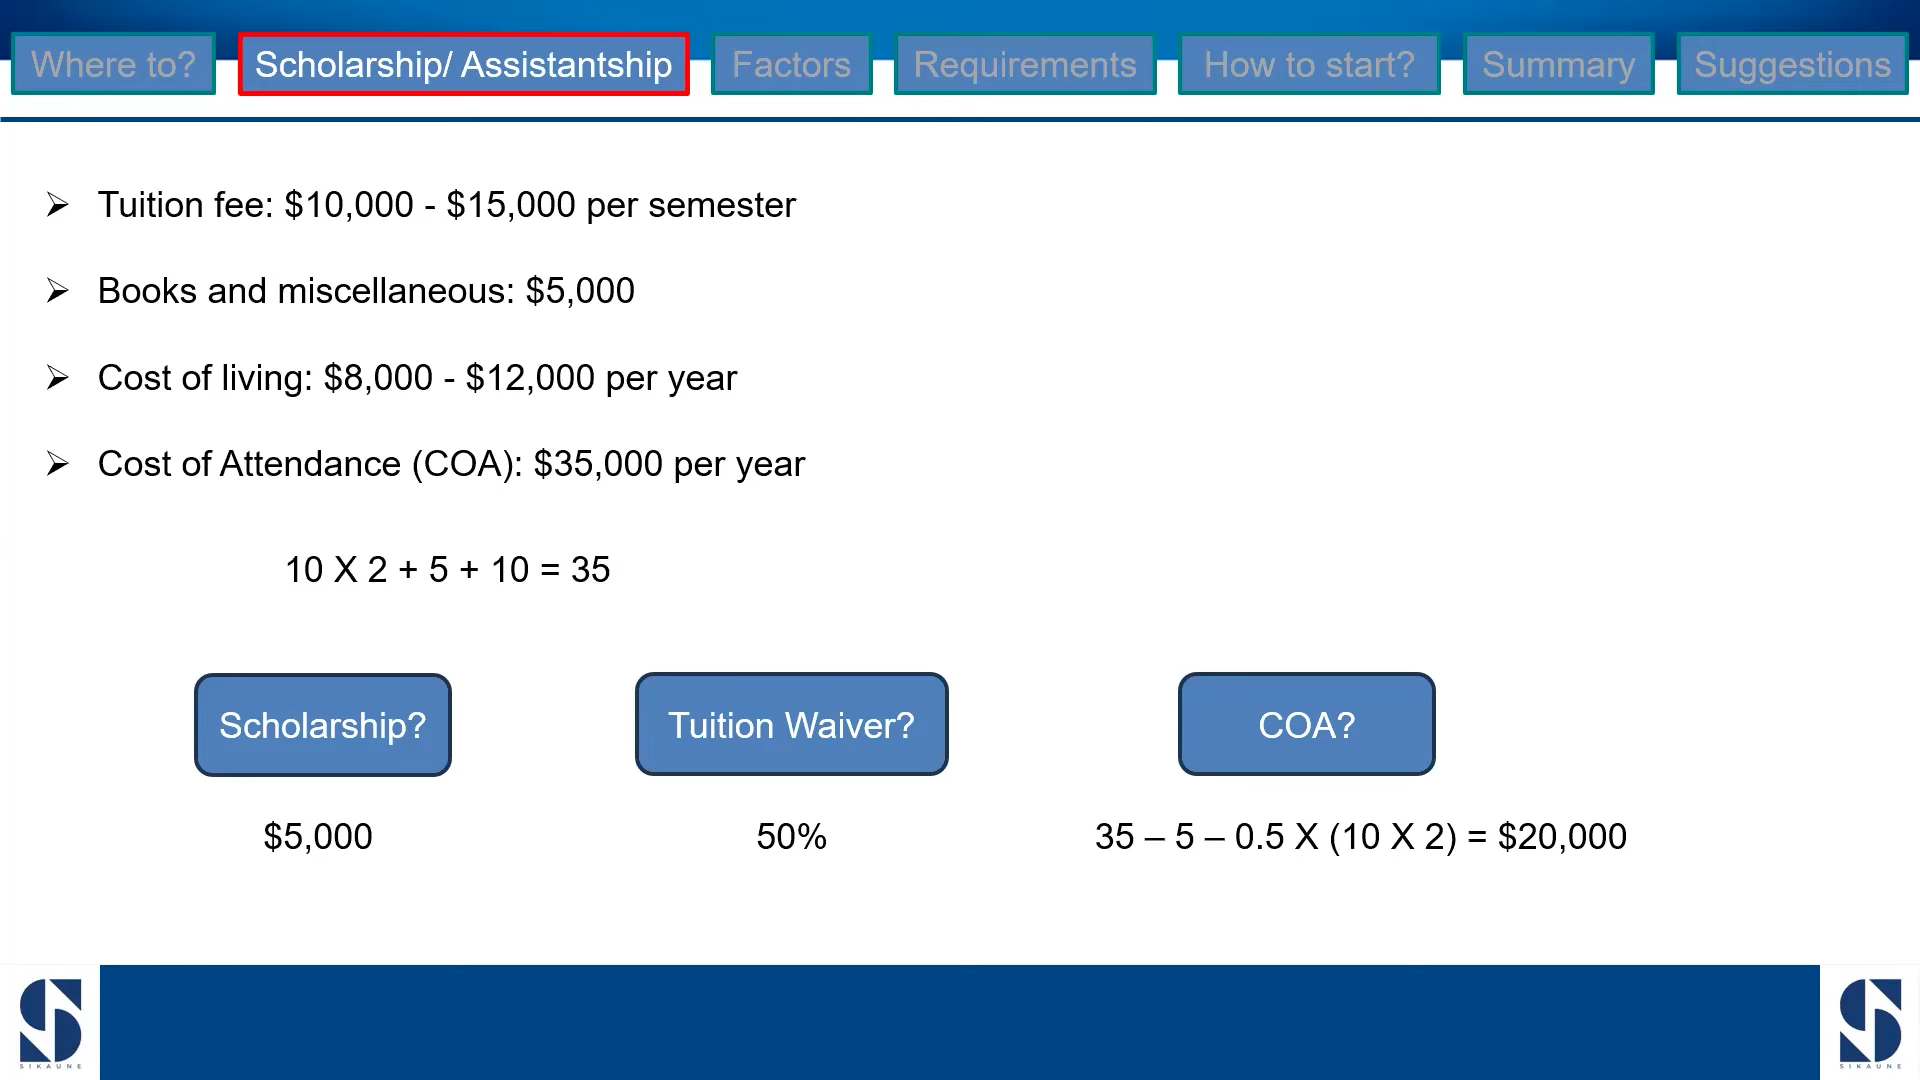 Where to?
Scholarship/ Assistantship
Factors
Requirements
How to start?
Summary
Suggestions
➢ Tuition fee: $10,000 - $15,000 per semester
➢ Books and miscellaneous: $5,000
➢ Cost of living: $8,000 - $12,000 per year
➢ Cost of Attendance (COA): $35,000 per year
10 X 2 + 5 + 10 = 35
Scholarship?
Tuition Waiver?
COA?
$5,000
50%
35 – 5 – 0.5 X (10 X 2) = $20,000
SIKAUNE
SIKAUNE